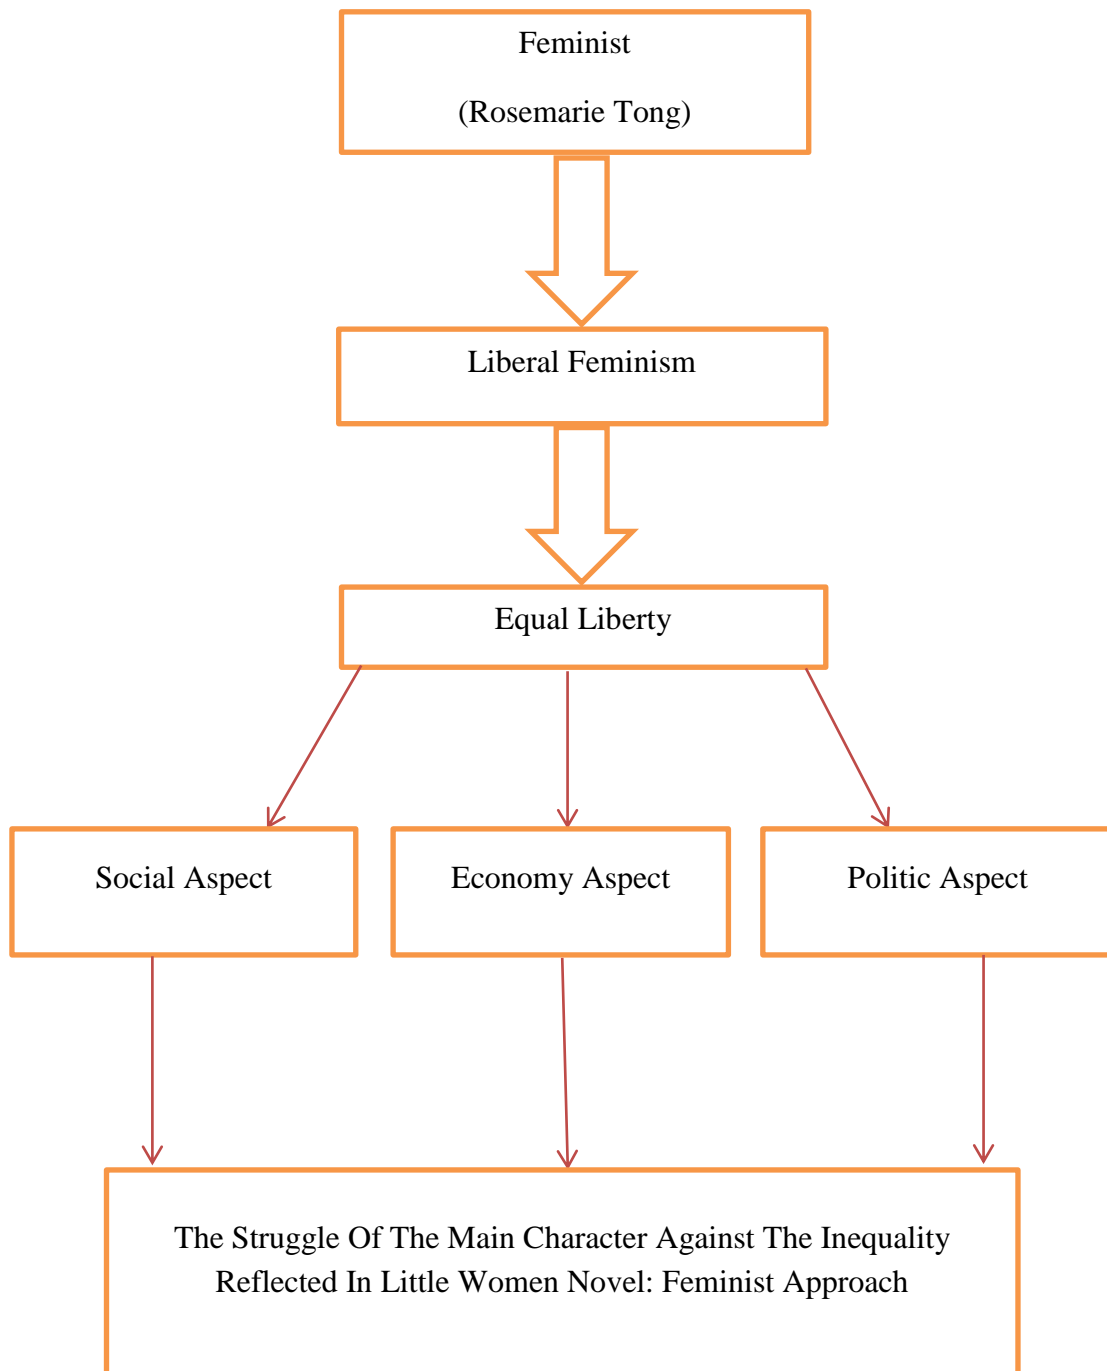 Feminist
(Rosemarie Tong)
Liberal Feminism
Equal Liberty
Social Aspect
Economy Aspect
Politic Aspect
The Struggle Of The Main Character Against The Inequality
Reflected In Little Women Novel: Feminist Approach